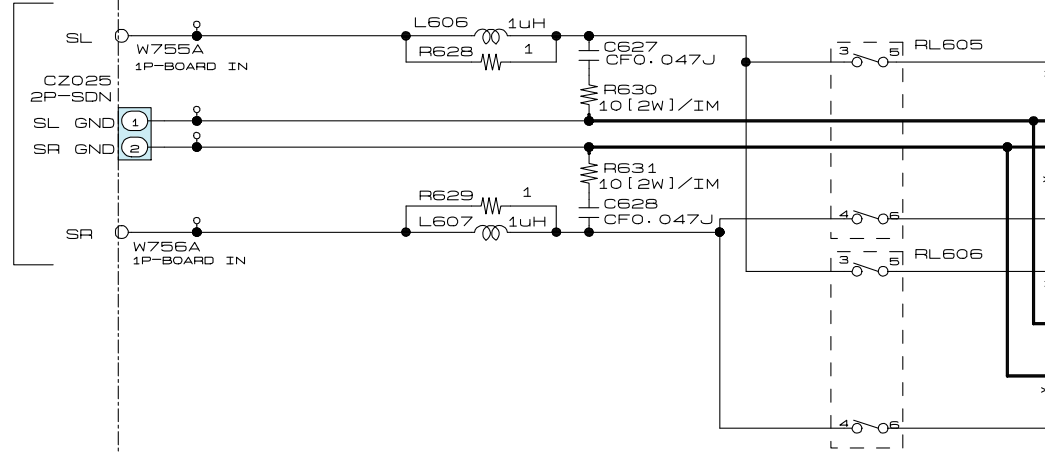 L606 1uH
SL
W755A
1P-BOARD IN
R628 1
C627
CF0.047J
RL605
3 5
CZ025
2P-SDN
R630
10[2W]/IM
SL GND 1
SR GND 2
R631
10[2W]/IM
R629 1
C628
CF0.047J
L607 1uH
4 6
SR
W756A
1P-BOARD IN
RL606
3 5
4 6